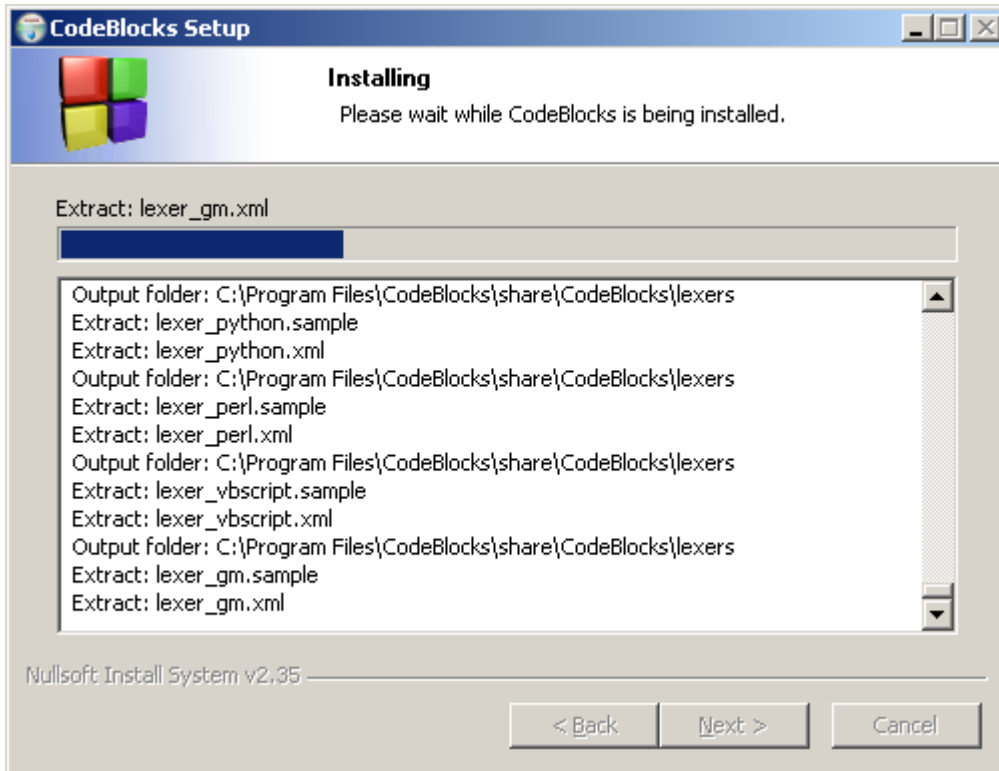 CodeBlocks Setup
Installing
Please wait while CodeBlocks is being installed.
Extract: lexer_gm.xml
Output folder: C:\Program Files\CodeBlocks\share\CodeBlocks\lexers
Extract: lexer_python.sample
Extract: lexer_python.xml
Output folder: C:\Program Files\CodeBlocks\share\CodeBlocks\lexers
Extract: lexer_perl.sample
Extract: lexer_perl.xml
Output folder: C:\Program Files\CodeBlocks\share\CodeBlocks\lexers
Extract: lexer_vbscript.sample
Extract: lexer_vbscript.xml
Output folder: C:\Program Files\CodeBlocks\share\CodeBlocks\lexers
Extract: lexer_gm.sample
Extract: lexer_gm.xml
Nullsoft Install System v2.35
< Back Next > Cancel